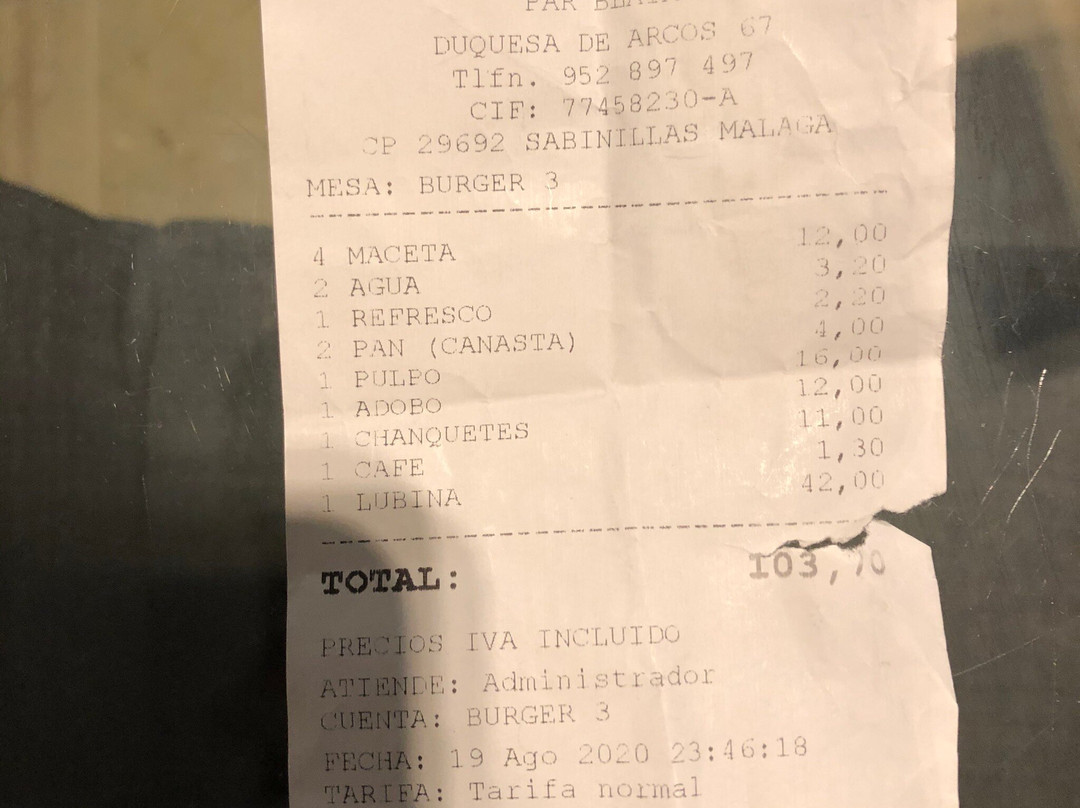 DUQUESA DE ARCOS 67
Tlfn. 952 897 497
CIF: 77458230-A
CP 29692 SABINILLAS MALAGA
MESA: BURGER 3
4 MACETA 12,00
2 AGUA 3,20
1 REFRESCO 2,20
2 PAN (CANASTA) 4,00
1 PULPO 16,00
1 ADOBO 12,00
1 CHANQUETES 11,00
1 CAFE 1,30
1 LUBINA 42,00
TOTAL: 103,70
PRECIOS IVA INCLUIDO
ATIENDE: Administrador
CUENTA: BURGER 3
FECHA: 19 Ago 2020 23:46:18
TARIFA: Tarifa normal